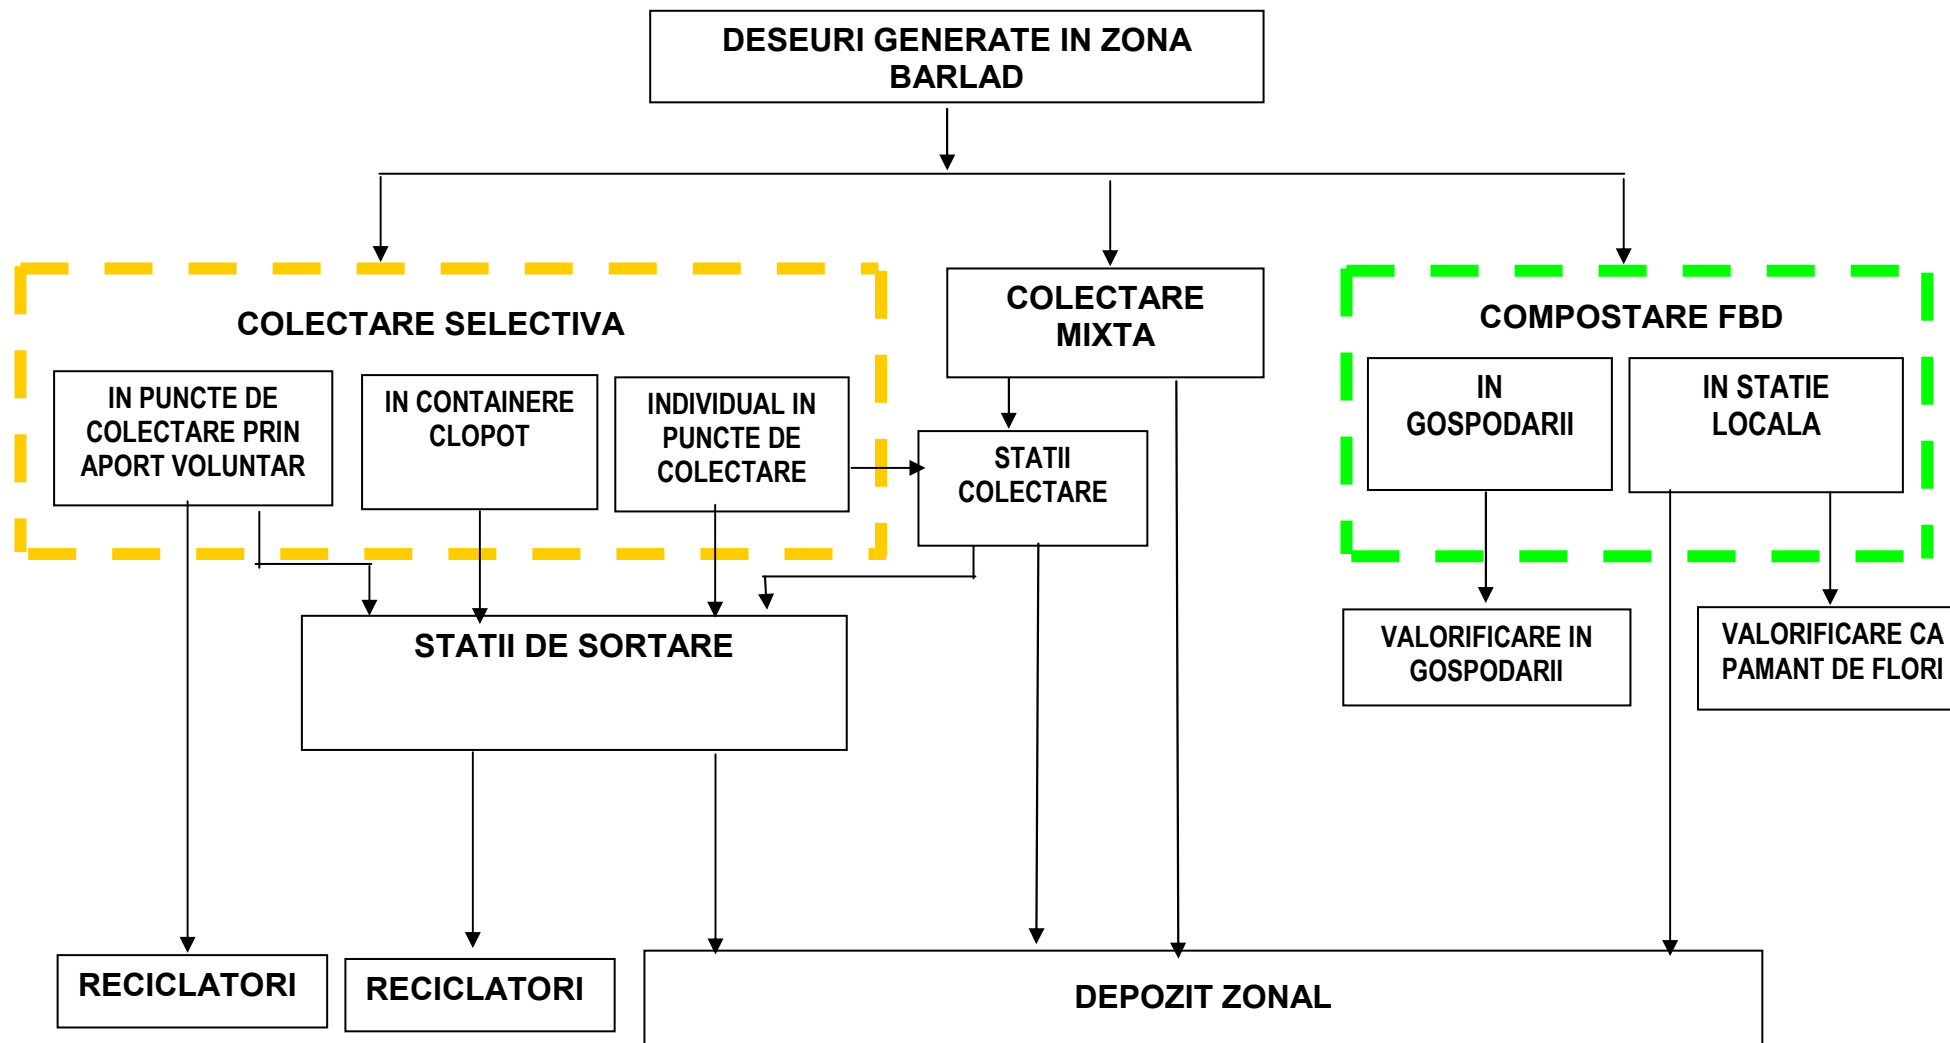 DESEURI GENERATE IN ZONA
BARLAD
COLECTARE SELECTIVA
IN PUNCTE DE
COLECTARE PRIN
APORT VOLUNTAR
IN CONTAINERE
CLOPOT
INDIVIDUAL IN
PUNCTE DE
COLECTARE
COLECTARE
MIXTA
STATII
COLECTARE
COMPOSTARE FBD
IN
GOSPODARII
IN STATIE
LOCALA
STATII DE SORTARE
VALORIFICARE IN
GOSPODARII
VALORIFICARE CA
PAMANT DE FLORI
RECICLATORI
RECICLATORI
DEPOZIT ZONAL